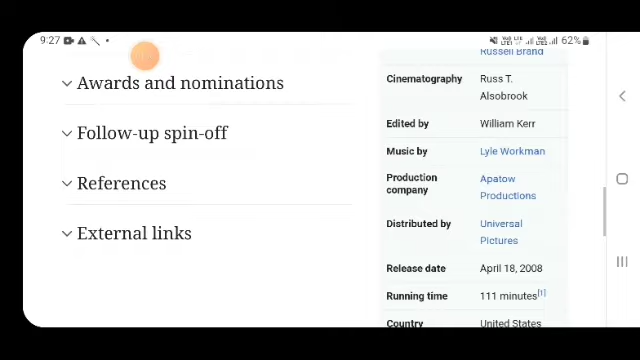 9:27
62%
Awards and nominations
Follow-up spin-off
References
External links
Russell Brand
Cinematography Russ T.
Alsobrook
Edited by William Kerr
Music by Lyle Workman
Production Apatow
company Productions
Distributed by Universal
Pictures
Release date April 18, 2008
Running time 111 minutes[1]
Country United States